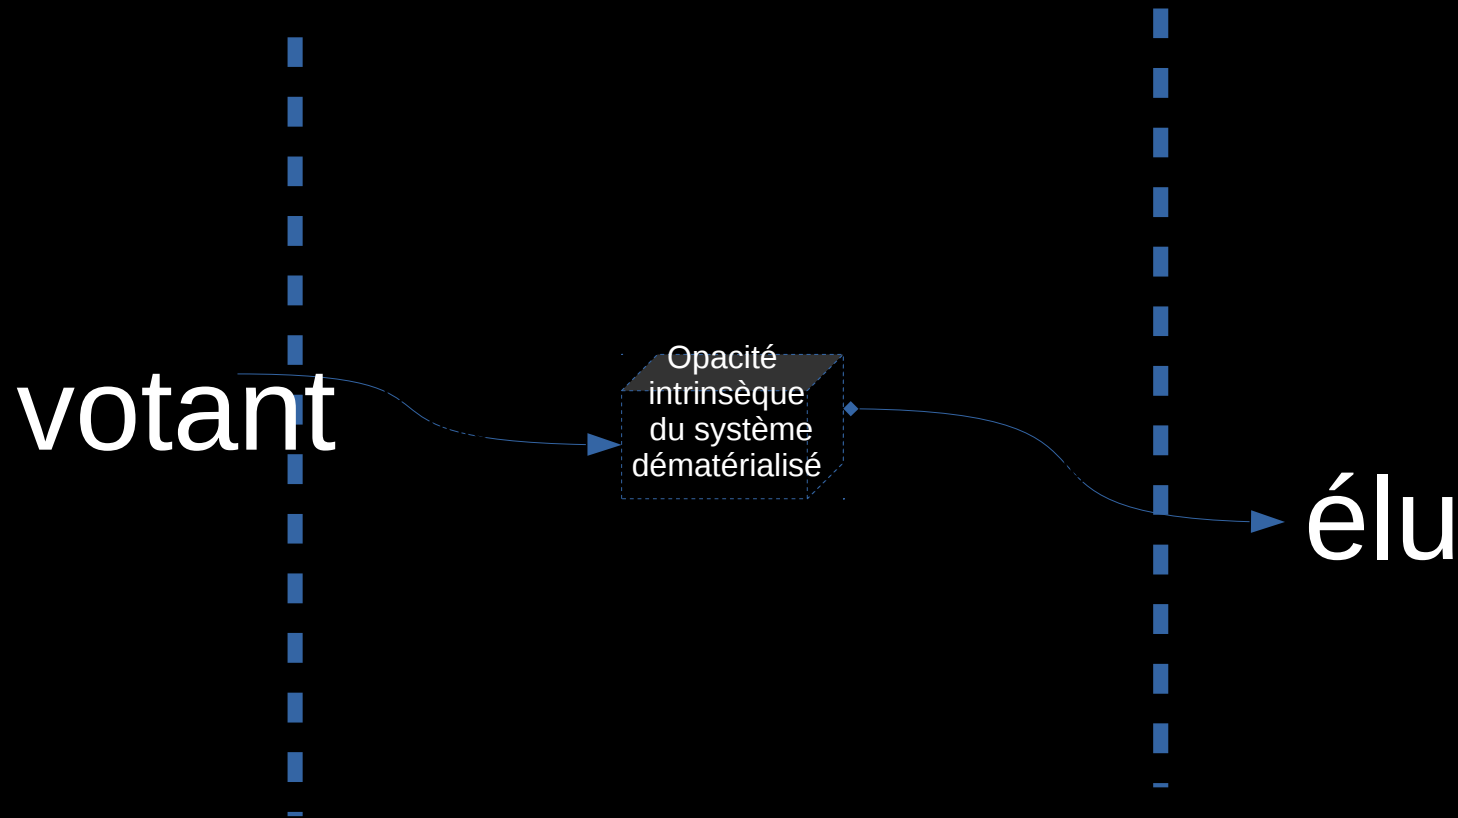 votant
Opacité
intrinsèque
du système
dématérialisé
élu